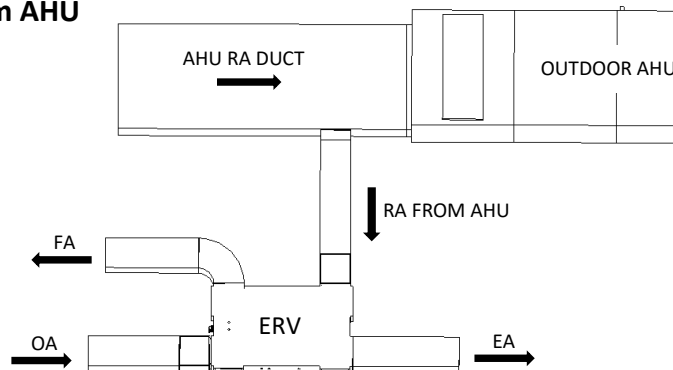 m AHU
AHU RA DUCT
OUTDOOR AHU
RA FROM AHU
FA
ERV
OA
EA